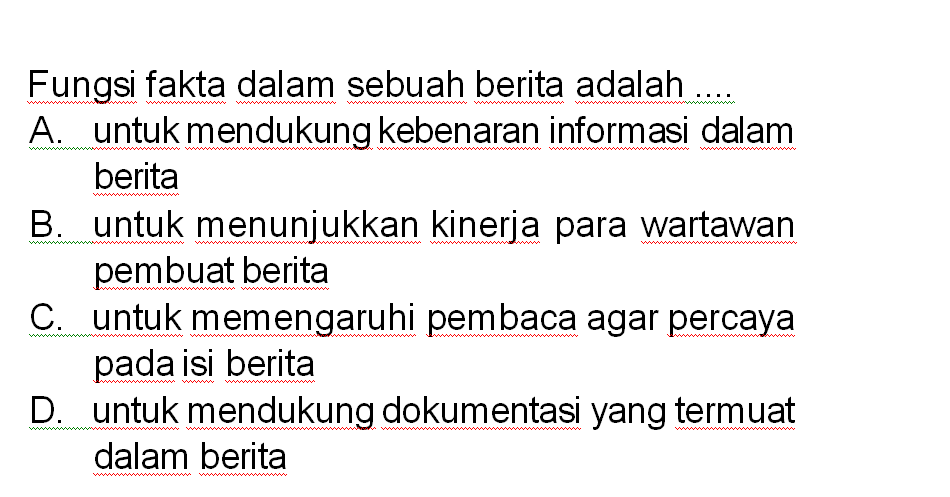 Fungsi fakta dalam sebuah berita adalah ....
A. untuk mendukung kebenaran informasi dalam
berita
B. untuk menunjukkan kinerja para wartawan
pembuat berita
C. untuk memengaruhi pembaca agar percaya
pada isi berita
D. untuk mendukung dokumentasi yang termuat
dalam berita